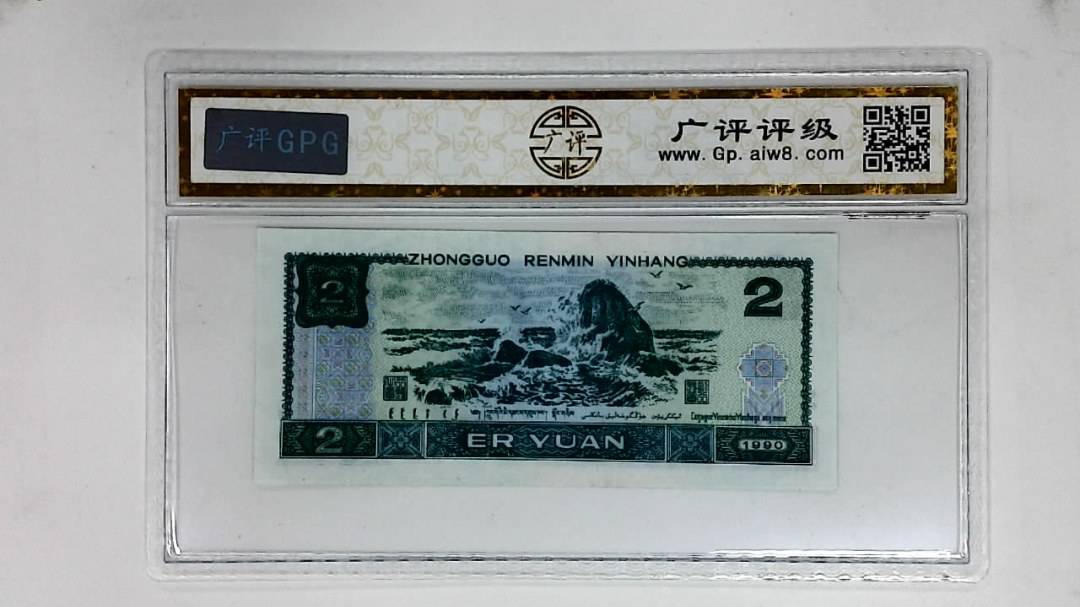 广评GPG
广评
广评评级
www. Gp. aiw8. com
ZHONGGUO RENMIN YINHANG
2
2
2
ER YUAN
1990